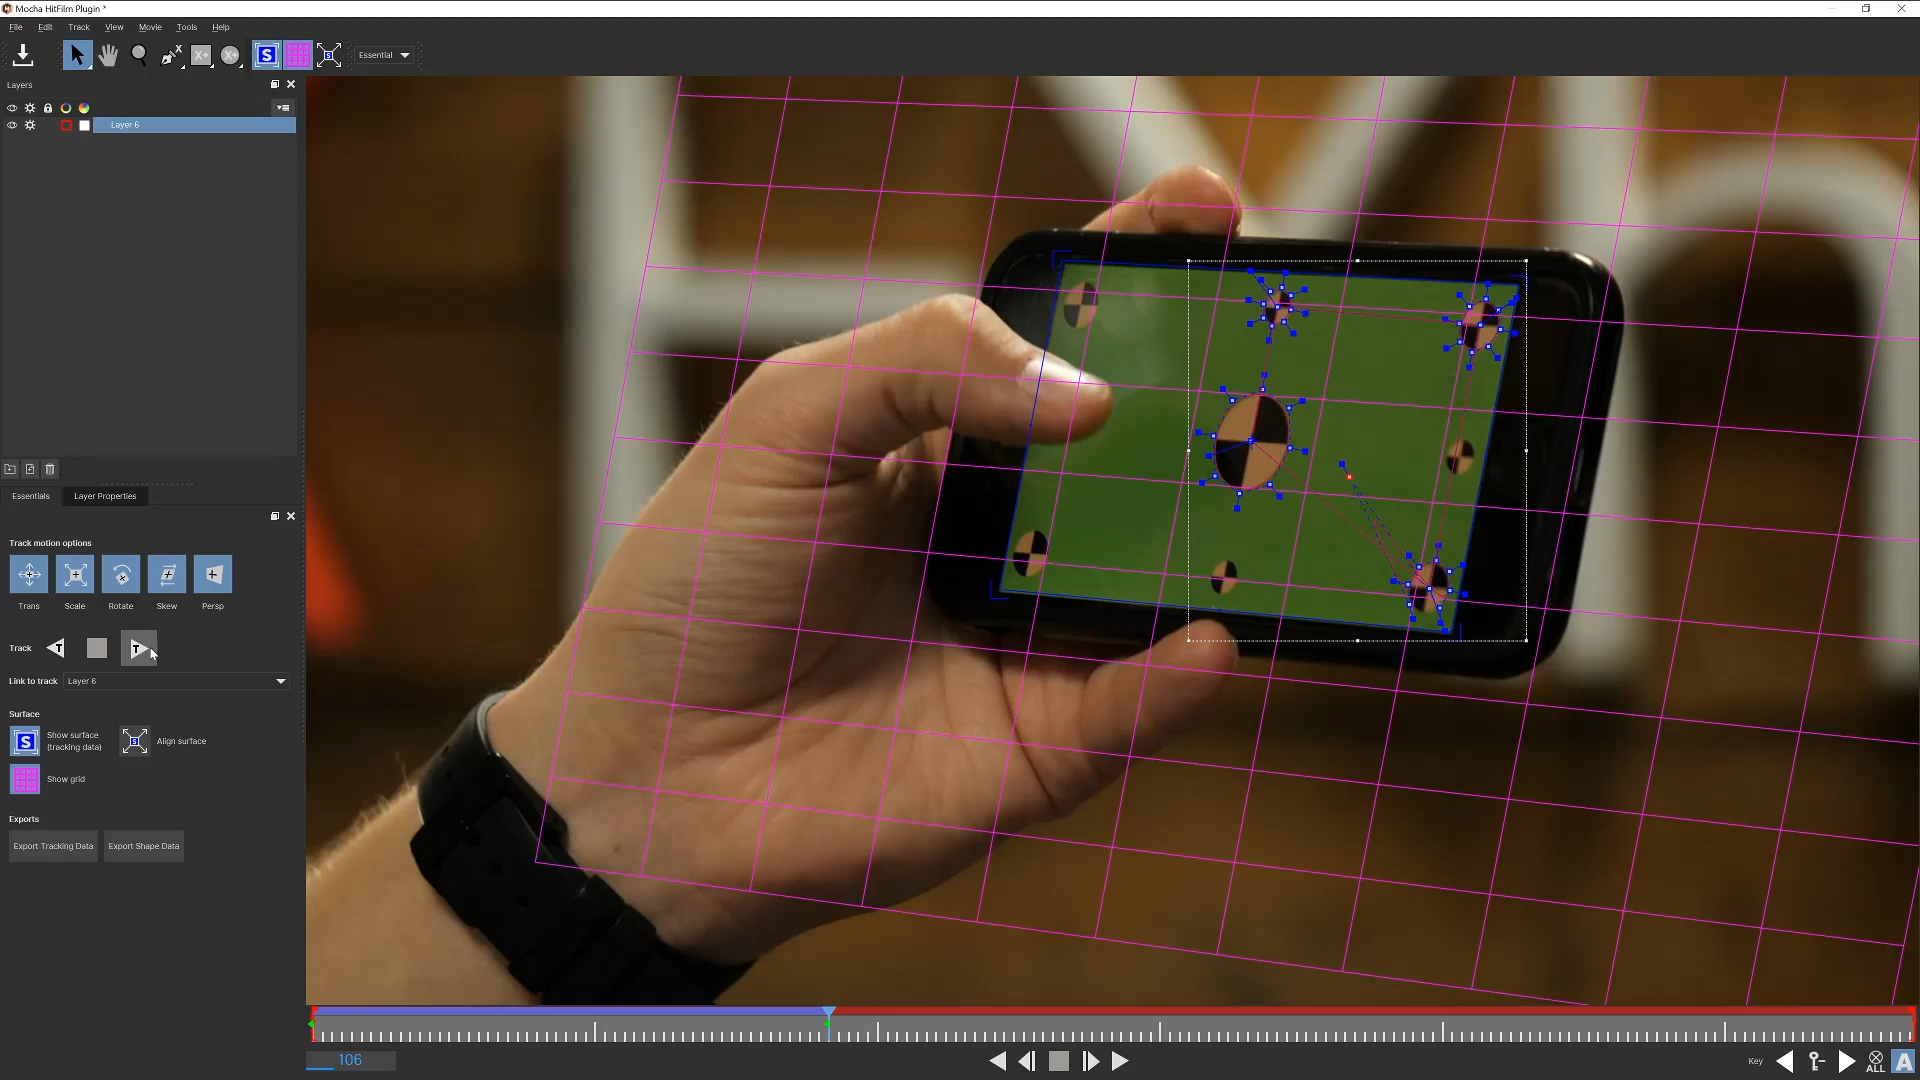 Mocha HitFilm Plugin *
File Edit Track View Movie Tools Help
S X+ X+ S S Essential
Layers
Layer 6
Essentials Layer Properties
Track motion options
Trans Scale Rotate Skew Persp
Track T T
Link to track Layer 6
Surface
S Show surface
(tracking data)
S Align surface
Show grid
Exports
Export Tracking Data Export Shape Data
106
Key ALL A